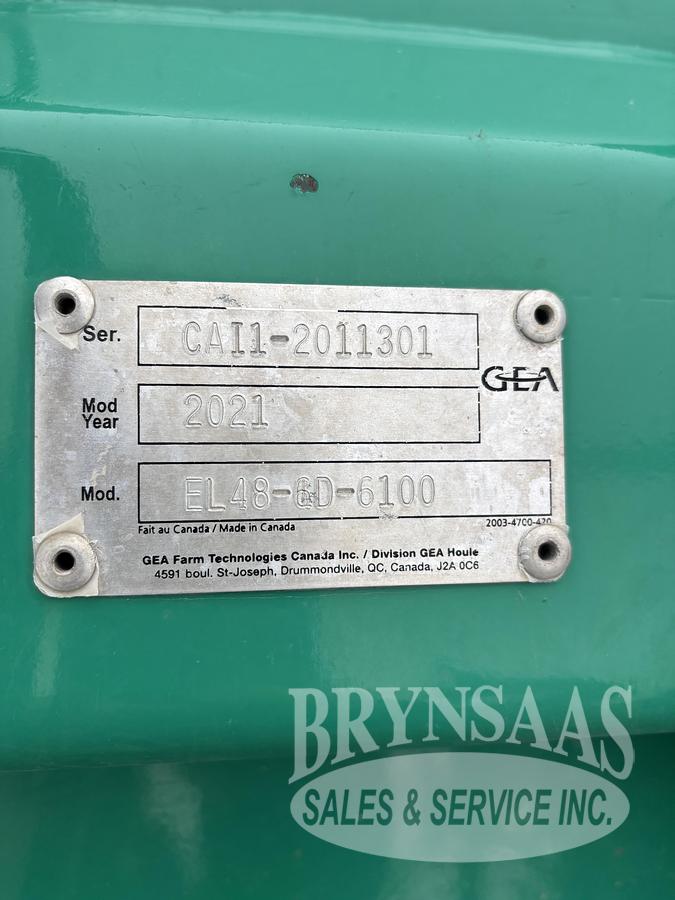 Ser. CAI1-2011301
GEA
Mod Year 2021
Mod. EL48-6D-6100
Fait au Canada / Made in Canada 2003-4700-420
GEA Farm Technologies Canada Inc. / Division GEA Houle
4591 boul. St-Joseph, Drummondville, QC, Canada, J2A 0C6
BRYNSAAS
SALES & SERVICE INC.